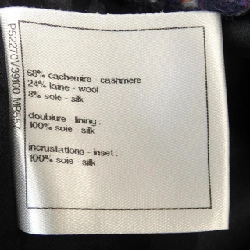 68% cachemire - cashmere
24% laine - wool
8% soie - silk
doublure - lining :
100% soie - silk
incrustations - inset :
100% soie - silk